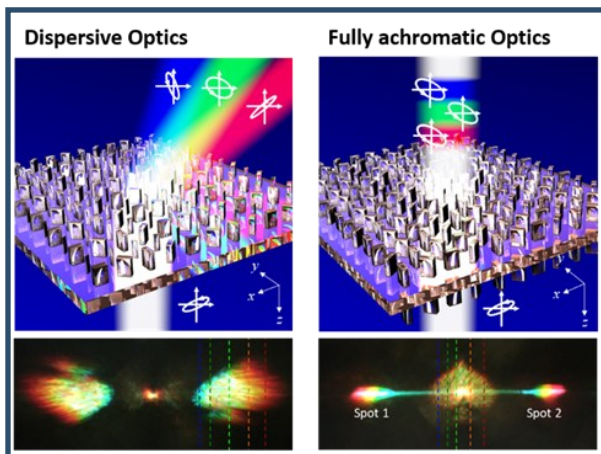 Dispersive Optics
Fully achromatic Optics
y
x
z
y
x
z
Spot 1
Spot 2